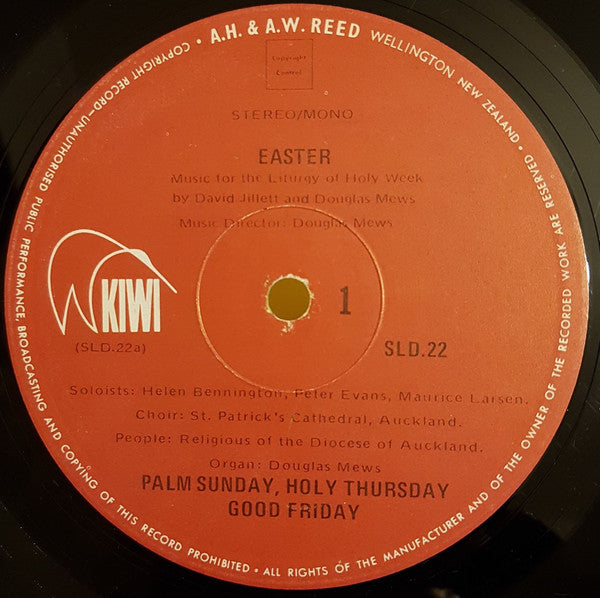 • A.H. & A.W. REED WELLINGTON NEW ZEALAND •
Copyright
Control
STEREO/MONO
EASTER
Music for the Liturgy of Holy Week
by David Jillett and Douglas Mews
Music Director: Douglas Mews
KIWI
1
(SLD.22a)
SLD.22
Soloists: Helen Bennington, Peter Evans, Maurice Larsen.
Choir: St. Patrick's Cathedral, Auckland.
People: Religious of the Diocese of Auckland.
Organ: Douglas Mews
PALM SUNDAY, HOLY THURSDAY
GOOD FRIDAY
COPYRIGHT RECORD—UNAUTHORISED PUBLIC PERFORMANCE, BROADCASTING AND COPYING OF THIS RECORD PROHIBITED • ALL RIGHTS OF THE MANUFACTURER AND OF THE OWNER OF THE RECORDED WORK ARE RESERVED •